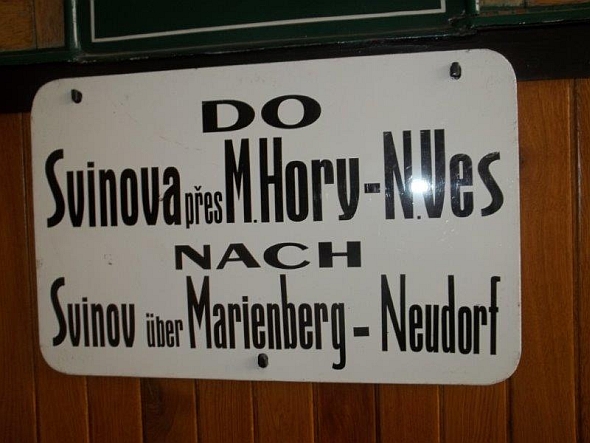 DO
Svinova přes M. Hory - N. Ves
NACH
Svinov über Marienberg - Neudorf